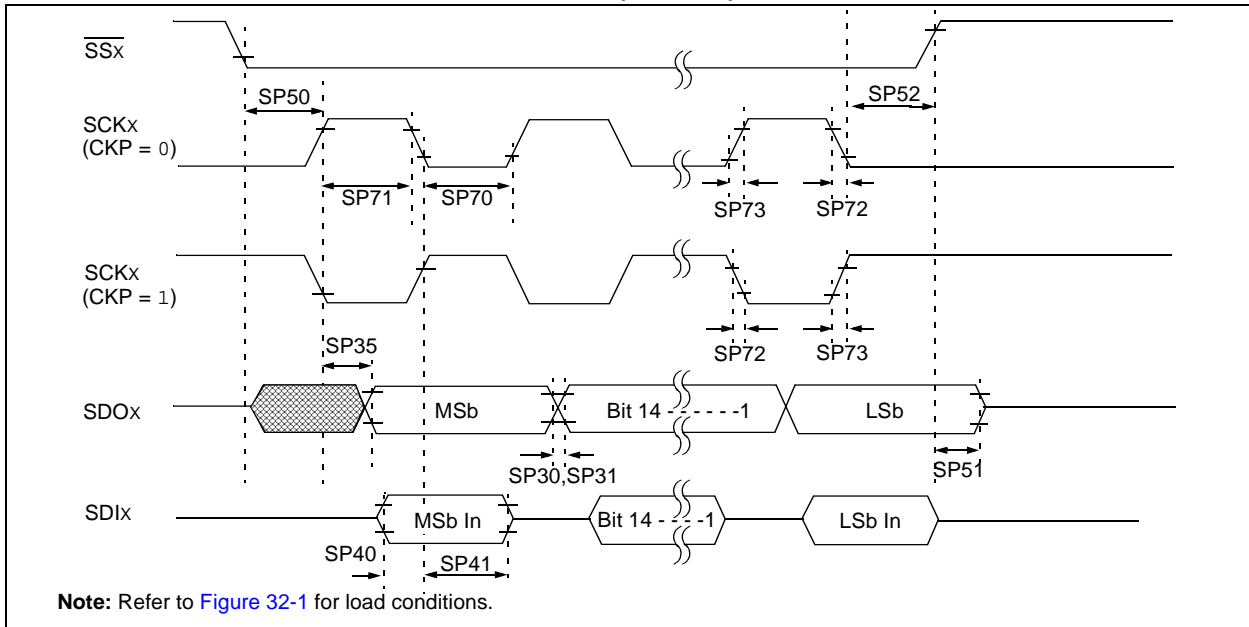 SSX
SP50
SP52
SCKX
(CKP = 0)
SP71
SP70
SP73
SP72
SCKX
(CKP = 1)
SP35
SP72
SP73
SDOX
MSb
Bit 14 - - - - - -1
LSb
SP30,SP31
SP51
SDIX
MSb In
Bit 14 - - - -1
LSb In
SP40
SP41
Note: Refer to Figure 32-1 for load conditions.